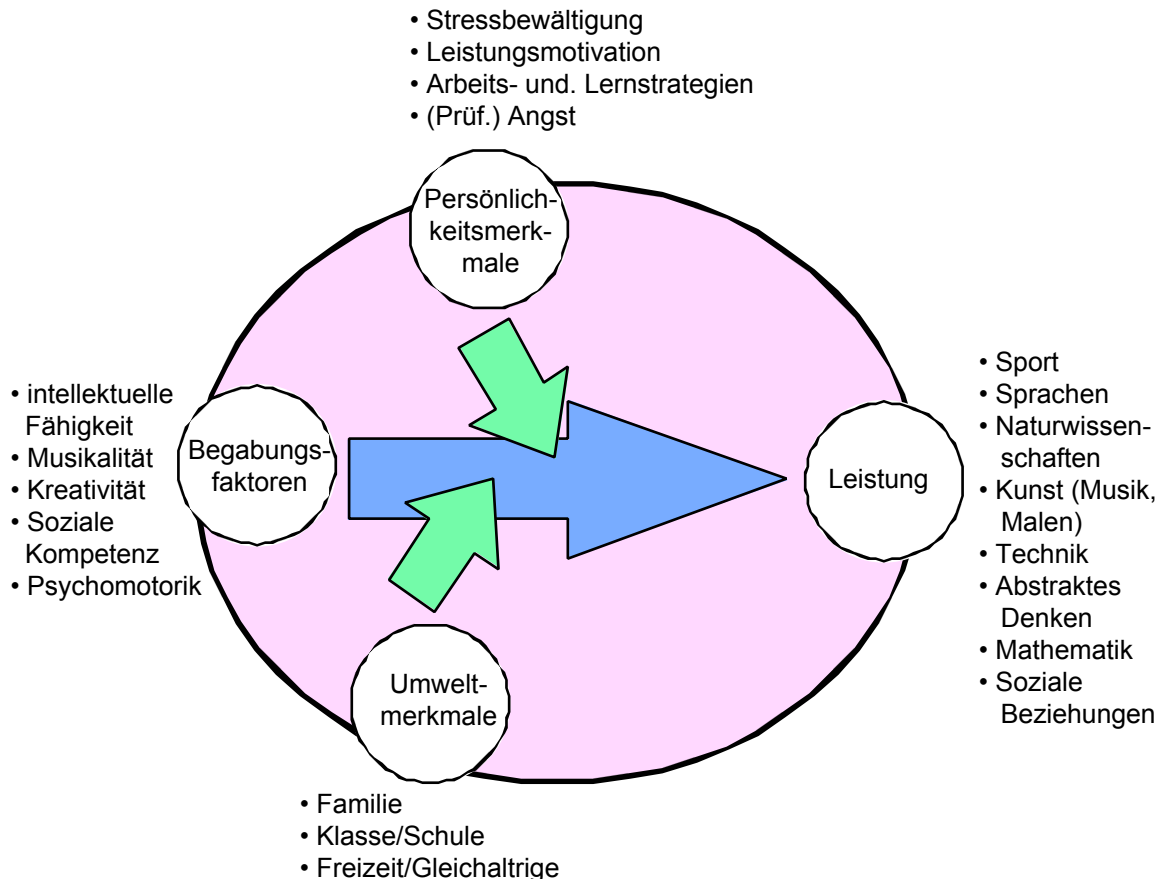 • Stressbewältigung
• Leistungsmotivation
• Arbeits- und. Lernstrategien
• (Prüf.) Angst
Persönlich-
keitsmerk-
male
• intellektuelle
Fähigkeit
• Musikalität
• Kreativität
• Soziale
Kompetenz
• Psychomotorik
Begabungs-
faktoren
Leistung
• Sport
• Sprachen
• Naturwissen-
schaften
• Kunst (Musik,
Malen)
• Technik
• Abstraktes
Denken
• Mathematik
• Soziale
Beziehungen
Umwelt-
merkmale
• Familie
• Klasse/Schule
• Freizeit/Gleichaltrige